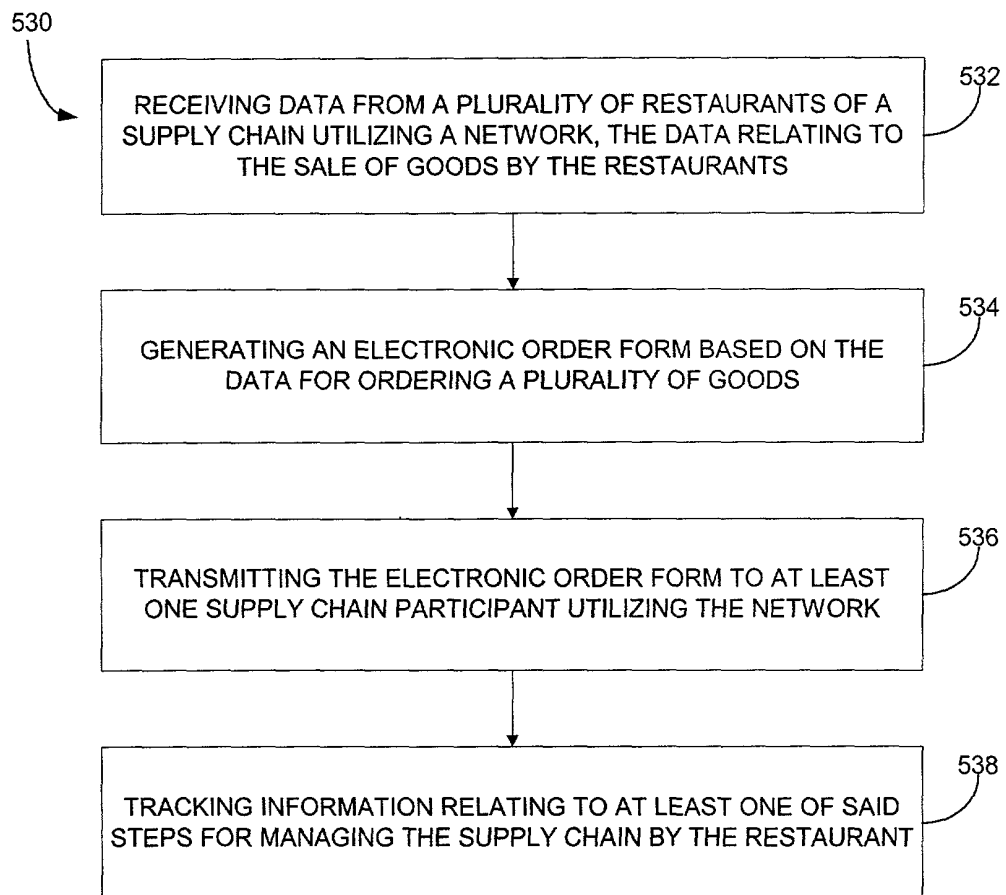 530
532
RECEIVING DATA FROM A PLURALITY OF RESTAURANTS OF A
SUPPLY CHAIN UTILIZING A NETWORK, THE DATA RELATING TO
THE SALE OF GOODS BY THE RESTAURANTS
534
GENERATING AN ELECTRONIC ORDER FORM BASED ON THE
DATA FOR ORDERING A PLURALITY OF GOODS
536
TRANSMITTING THE ELECTRONIC ORDER FORM TO AT LEAST
ONE SUPPLY CHAIN PARTICIPANT UTILIZING THE NETWORK
538
TRACKING INFORMATION RELATING TO AT LEAST ONE OF SAID
STEPS FOR MANAGING THE SUPPLY CHAIN BY THE RESTAURANT